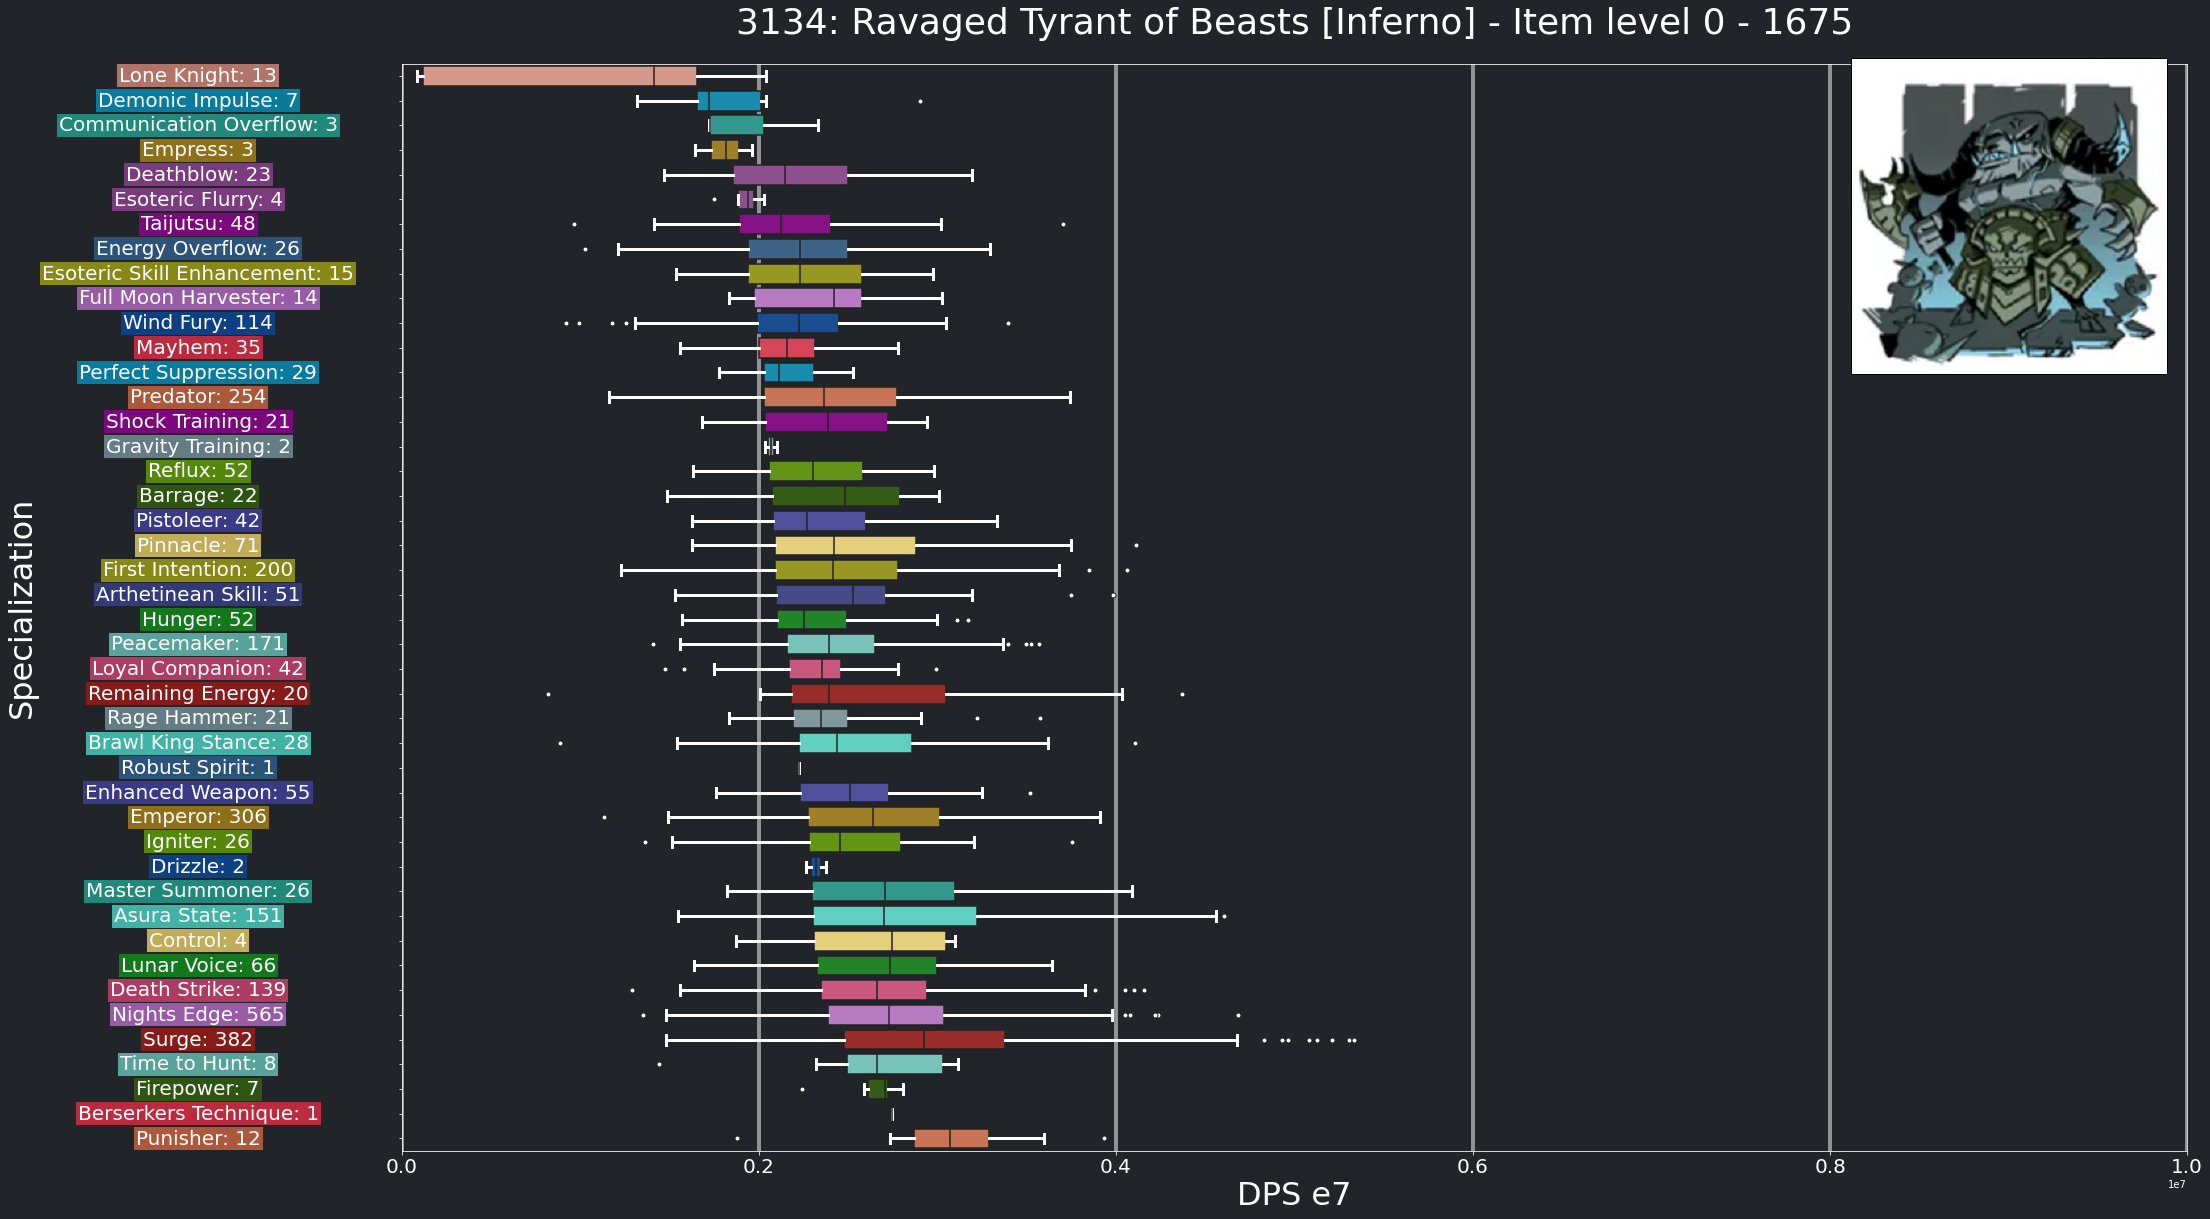 3134: Ravaged Tyrant of Beasts [Inferno] - Item level 0 - 1675
Specialization
Lone Knight: 13
Demonic Impulse: 7
Communication Overflow: 3
Empress: 3
Deathblow: 23
Esoteric Flurry: 4
Taijutsu: 48
Energy Overflow: 26
Esoteric Skill Enhancement: 15
Full Moon Harvester: 14
Wind Fury: 114
Mayhem: 35
Perfect Suppression: 29
Predator: 254
Shock Training: 21
Gravity Training: 2
Reflux: 52
Barrage: 22
Pistoleer: 42
Pinnacle: 71
First Intention: 200
Arthetinean Skill: 51
Hunger: 52
Peacemaker: 171
Loyal Companion: 42
Remaining Energy: 20
Rage Hammer: 21
Brawl King Stance: 28
Robust Spirit: 1
Enhanced Weapon: 55
Emperor: 306
Igniter: 26
Drizzle: 2
Master Summoner: 26
Asura State: 151
Control: 4
Lunar Voice: 66
Death Strike: 139
Nights Edge: 565
Surge: 382
Time to Hunt: 8
Firepower: 7
Berserkers Technique: 1
Punisher: 12
0.0 0.2 0.4 0.6 0.8 1.0
1e7
DPS e7